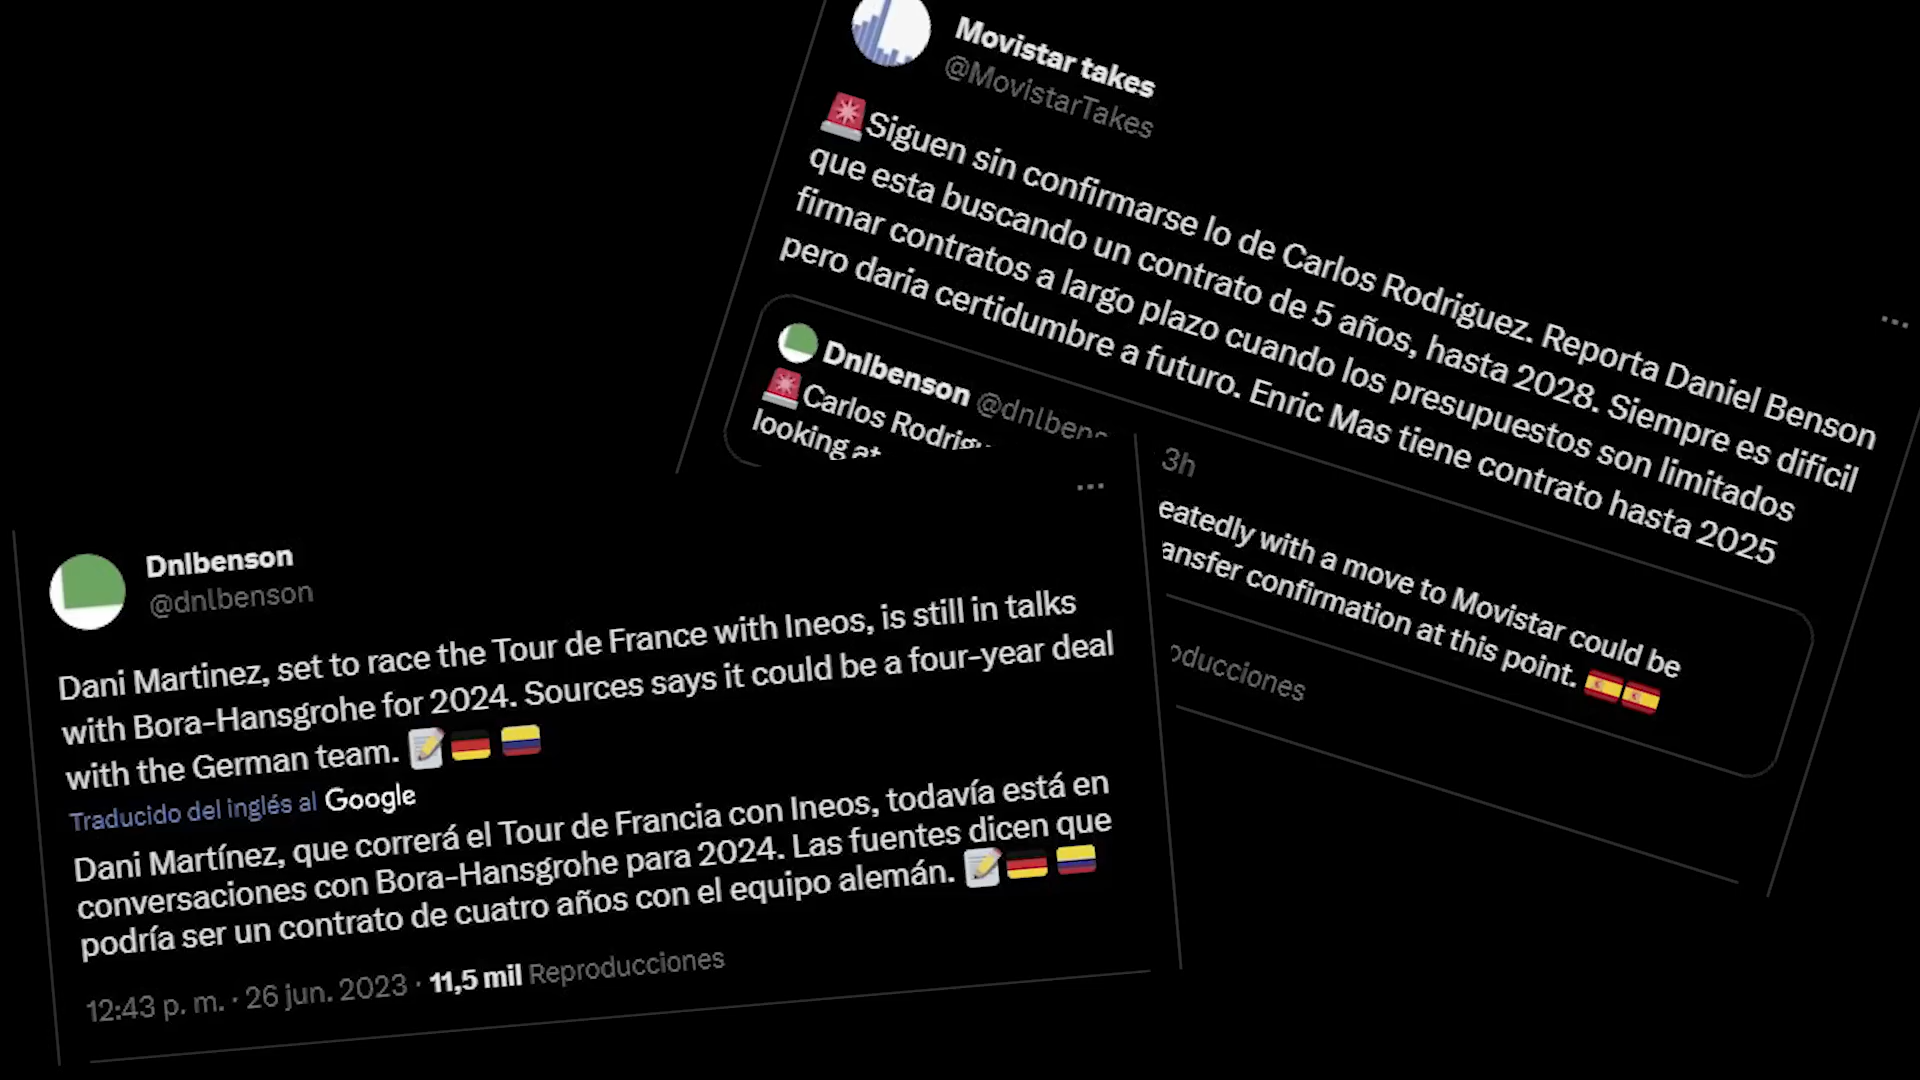 Movistar takes
@MovistarTakes
Siguen sin confirmarse lo de Carlos Rodriguez. Reporta Daniel Benson
que esta buscando un contrato de 5 años, hasta 2028. Siempre es dificil
firmar contratos a largo plazo cuando los presupuestos son limitados
pero daria certidumbre a futuro. Enric Mas tiene contrato hasta 2025
Dnlbenson 3h
Carlos eatedly with a move to Movistar could be
looking at ansfer confirmation at this point.
Dnlbenson
@dnlbenson
Dani Martinez, set to race the Tour de France with Ineos, is still in talks
with Bora-Hansgrohe for 2024. Sources says it could be a four-year deal
with the German team.
Traducido del inglés al Google
Dani Martínez, que correrá el Tour de Francia con Ineos, todavía está en
conversaciones con Bora-Hansgrohe para 2024. Las fuentes dicen que
podría ser un contrato de cuatro años con el equipo alemán.
12:43 p. m. · 26 jun. 2023 · 11,5 mil Reproducciones